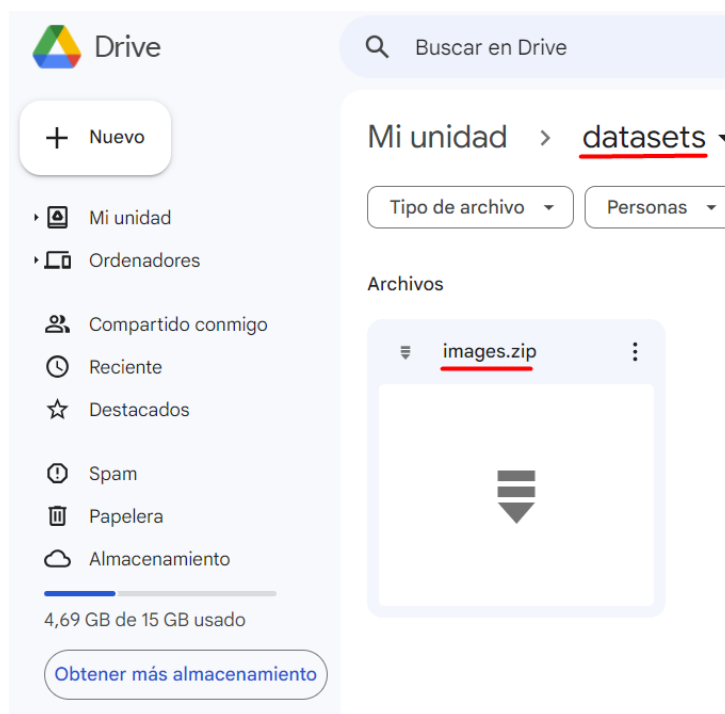 Drive
Buscar en Drive
Nuevo
Mi unidad
Ordenadores
Compartido conmigo
Reciente
Destacados
Spam
Papelera
Almacenamiento
4,69 GB de 15 GB usado
Obtener más almacenamiento
Mi unidad > datasets
Tipo de archivo
Personas
Archivos
images.zip